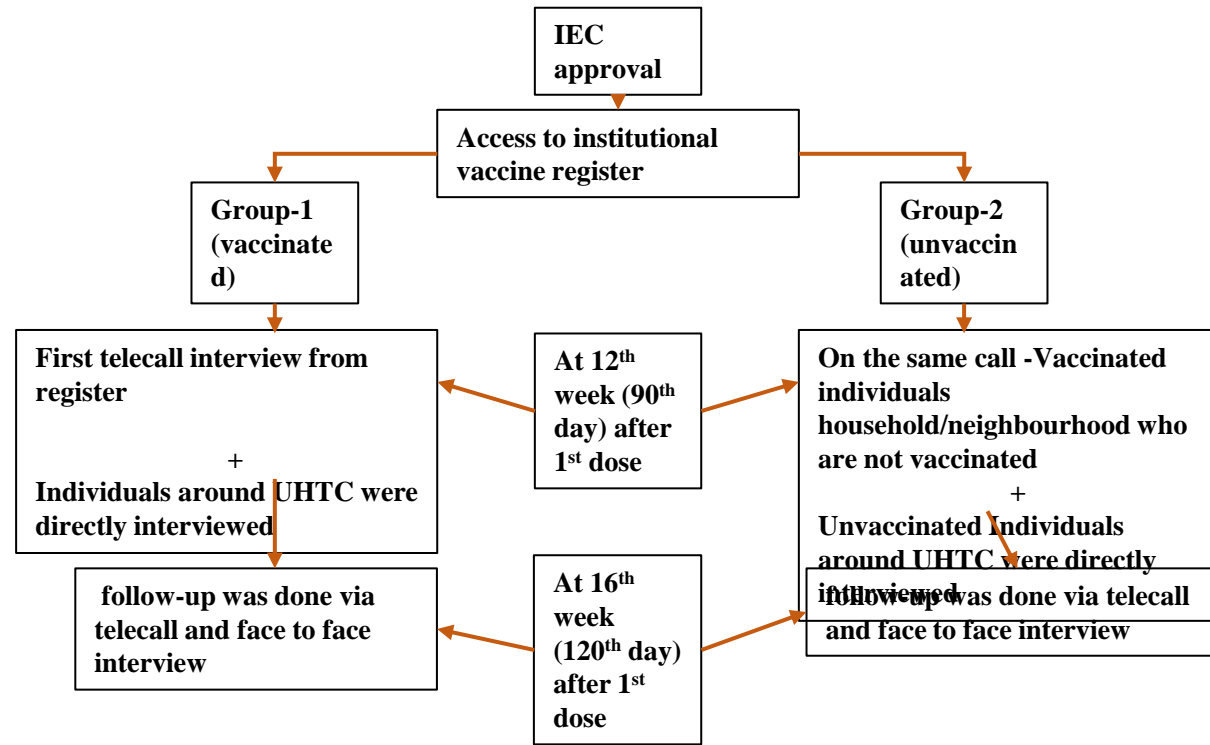 IEC
approval
Access to institutional
vaccine register
Group-1
(vaccinate
d)
Group-2
(unvaccin
ated)
First telecall interview from
register
+
Individuals around UHTC were
directly interviewed
At 12th
week (90th
day) after
1st dose
On the same call -Vaccinated
individuals
household/neighbourhood who
are not vaccinated
+
Unvaccinated Individuals
around UHTC were directly
interviewed
follow-up was done via
telecall and face to face
interview
At 16th
week
(120th day)
after 1st
dose
follow-up was done via telecall
and face to face interview